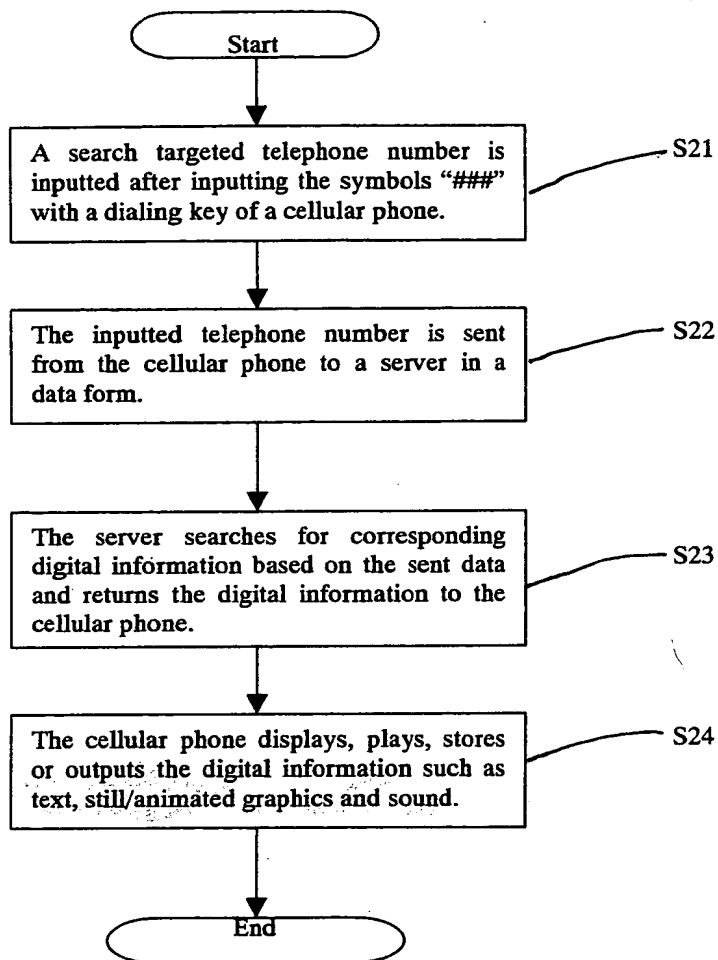 Start
A search targeted telephone number is
inputted after inputting the symbols “###”
with a dialing key of a cellular phone.
S21
The inputted telephone number is sent
from the cellular phone to a server in a
data form.
S22
The server searches for corresponding
digital information based on the sent data
and returns the digital information to the
cellular phone.
S23
The cellular phone displays, plays, stores
or outputs the digital information such as
text, still/animated graphics and sound.
S24
End